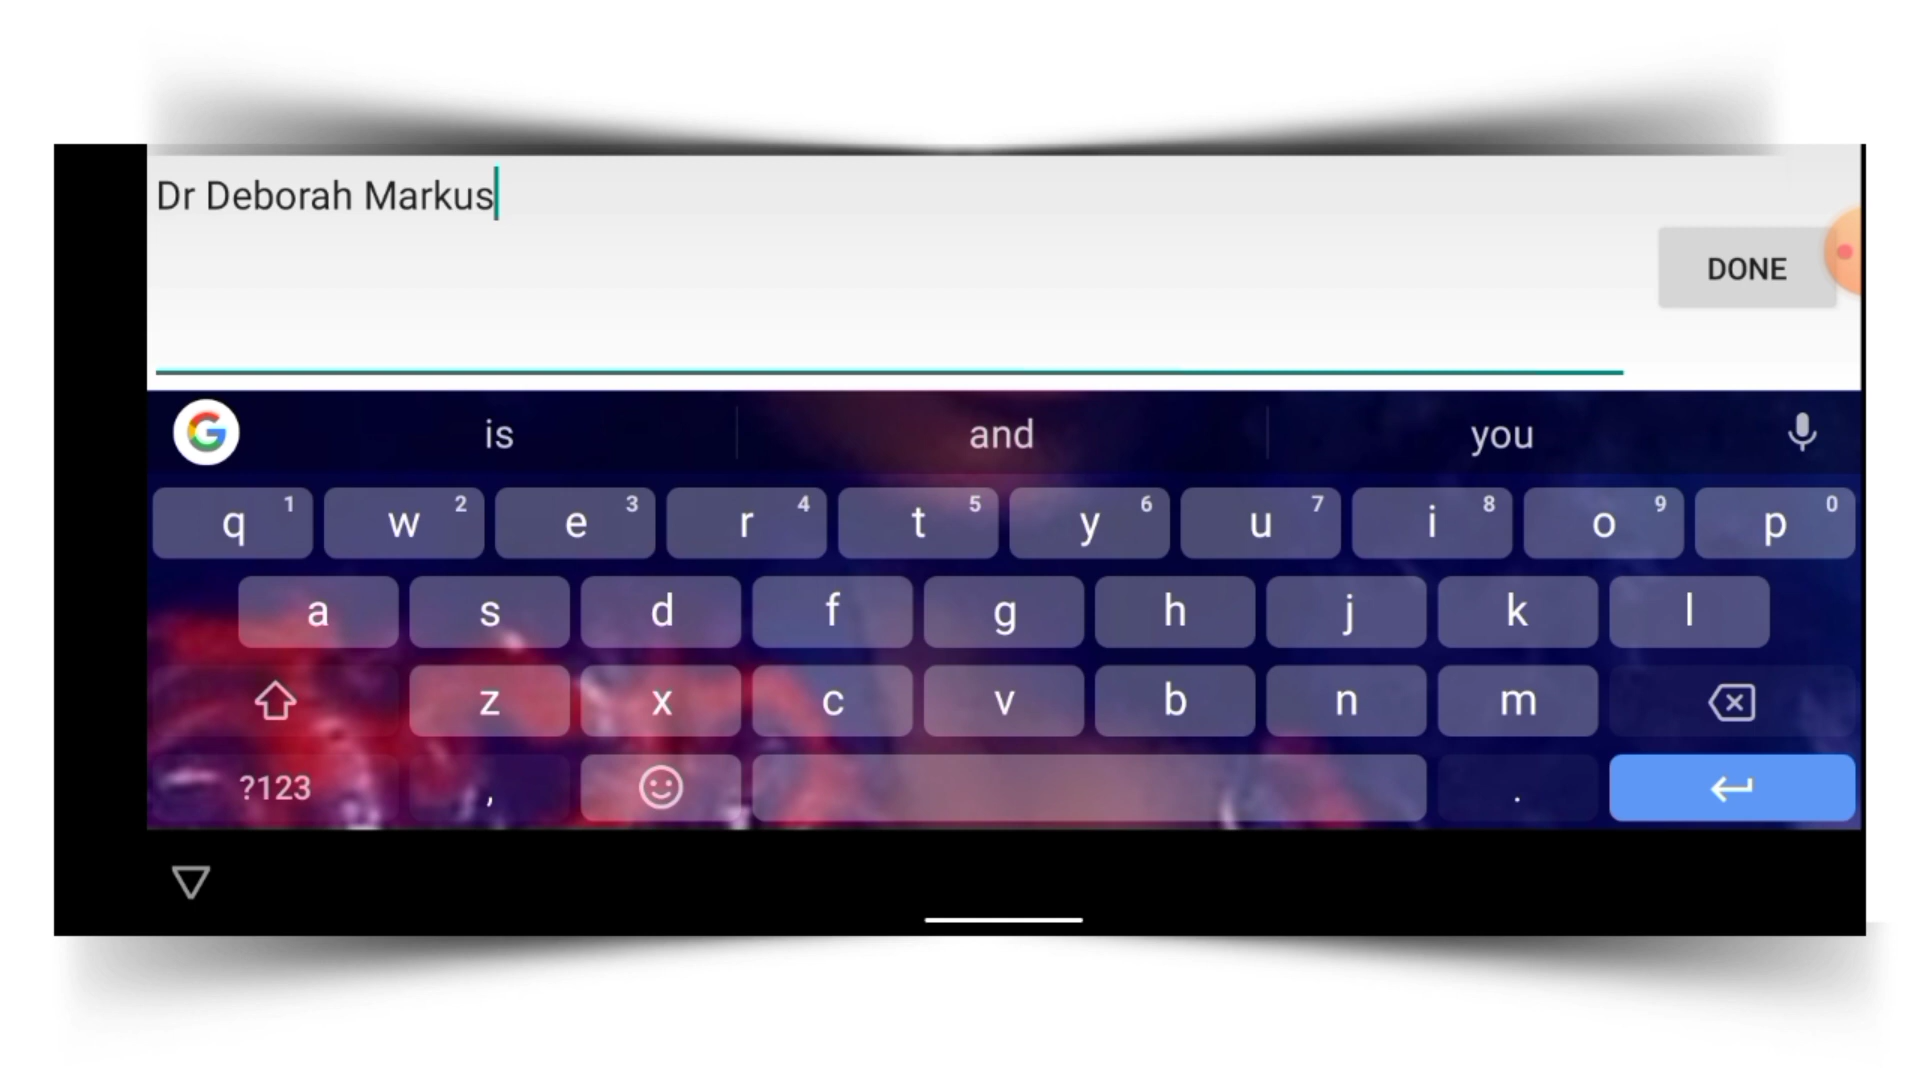 Dr Deborah Markus
DONE
G is and you
q 1 w 2 e 3 r 4 t 5 y 6 u 7 i 8 o 9 p 0
a s d f g h j k l
z x c v b n m
?123 , .